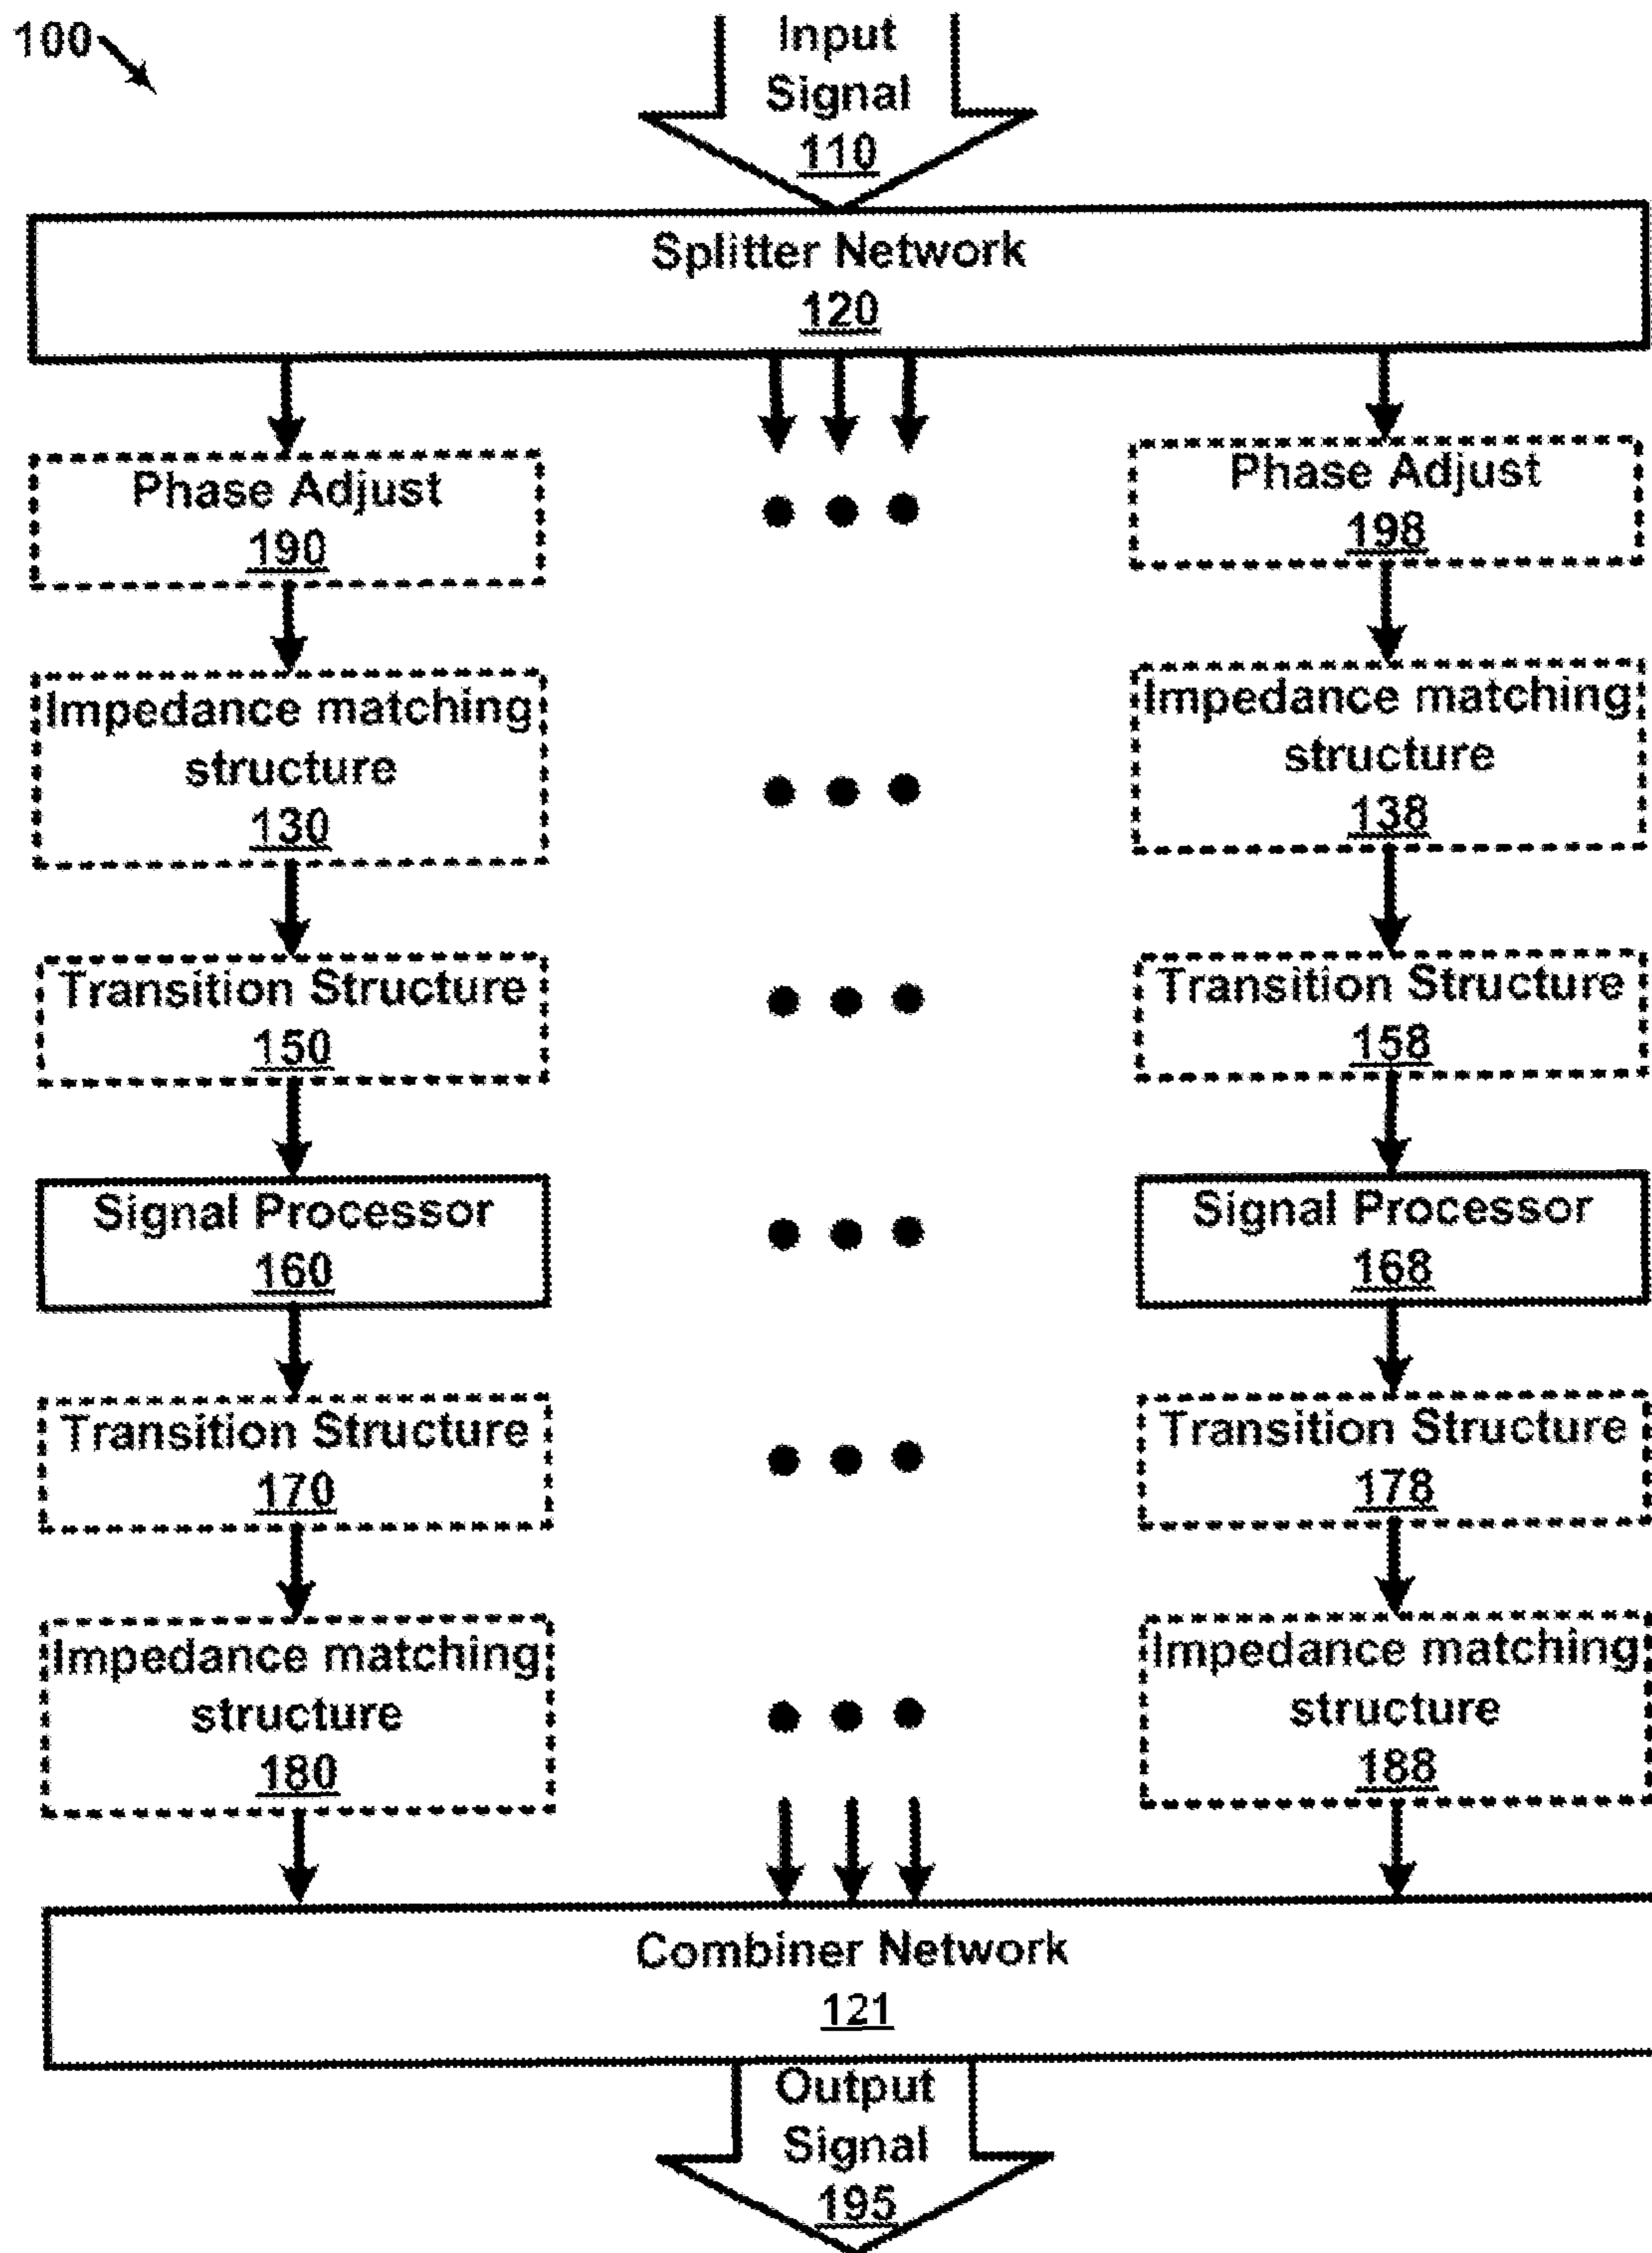 100
Input
Signal
110
Splitter Network
120
Phase Adjust
190
Phase Adjust
198
Impedance matching
structure
130
Impedance matching
structure
138
Transition Structure
150
Transition Structure
158
Signal Processor
160
Signal Processor
168
Transition Structure
170
Transition Structure
178
Impedance matching
structure
180
Impedance matching
structure
188
Combiner Network
121
Output
Signal
195